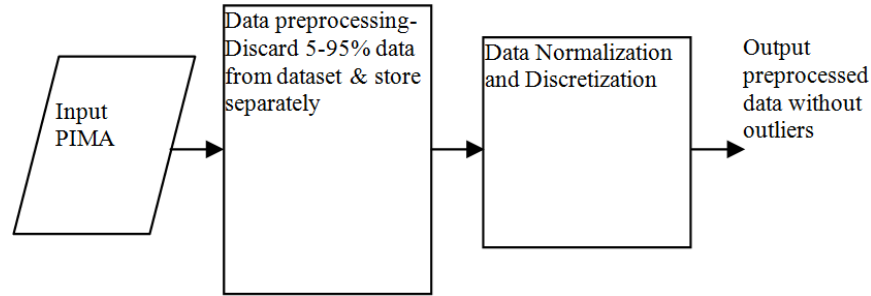 Input
PIMA
Data preprocessing-
Discard 5-95% data
from dataset & store
separately
Data Normalization
and Discretization
Output
preprocessed
data without
outliers